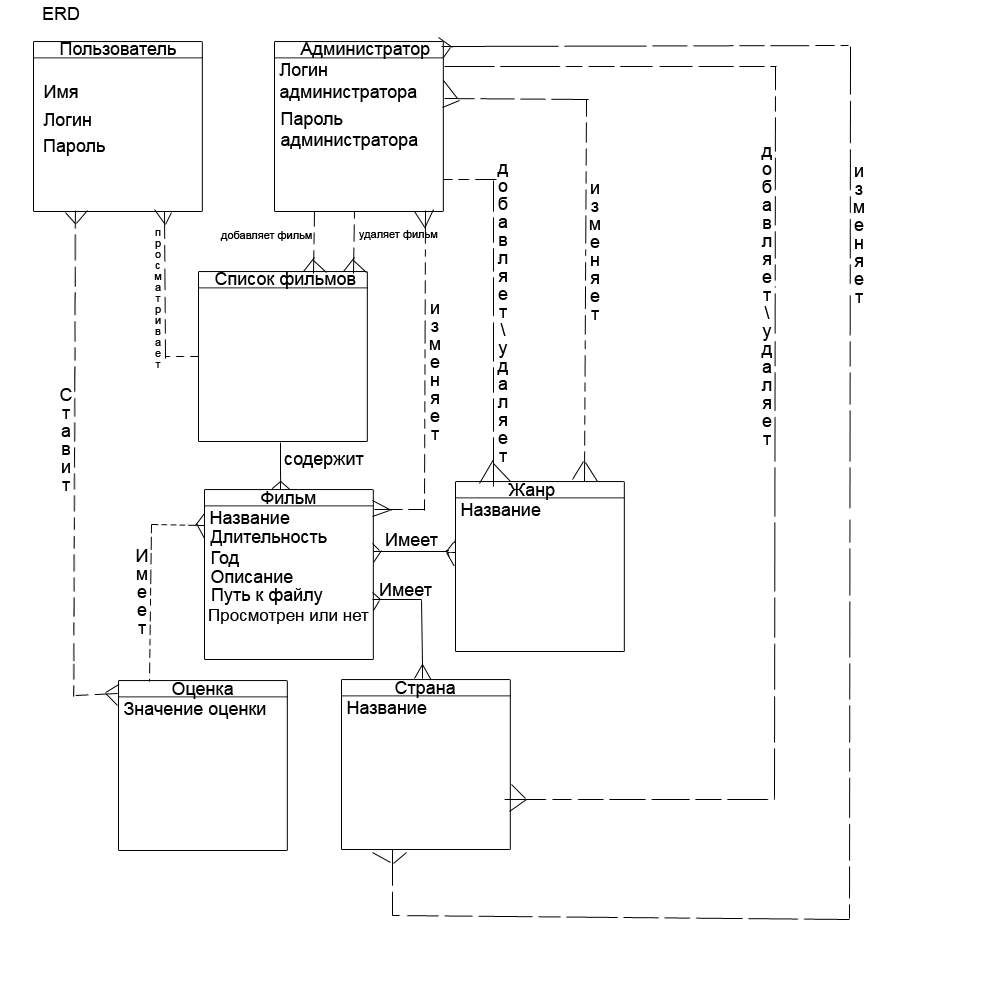 ERD
Пользователь
Имя
Логин
Пароль
Администратор
Логин
администратора
Пароль
администратора
добавляет фильм
удаляет фильм
просматривает
Список фильмов
изменяет
добавляет\удаляет
изменяет
добавляет\удаляет
изменяет
Ставит
содержит
Фильм
Название
Длительность
Год
Описание
Путь к файлу
Просмотрен или нет
Имеет
Имеет
Имеет
Жанр
Название
Оценка
Значение оценки
Страна
Название